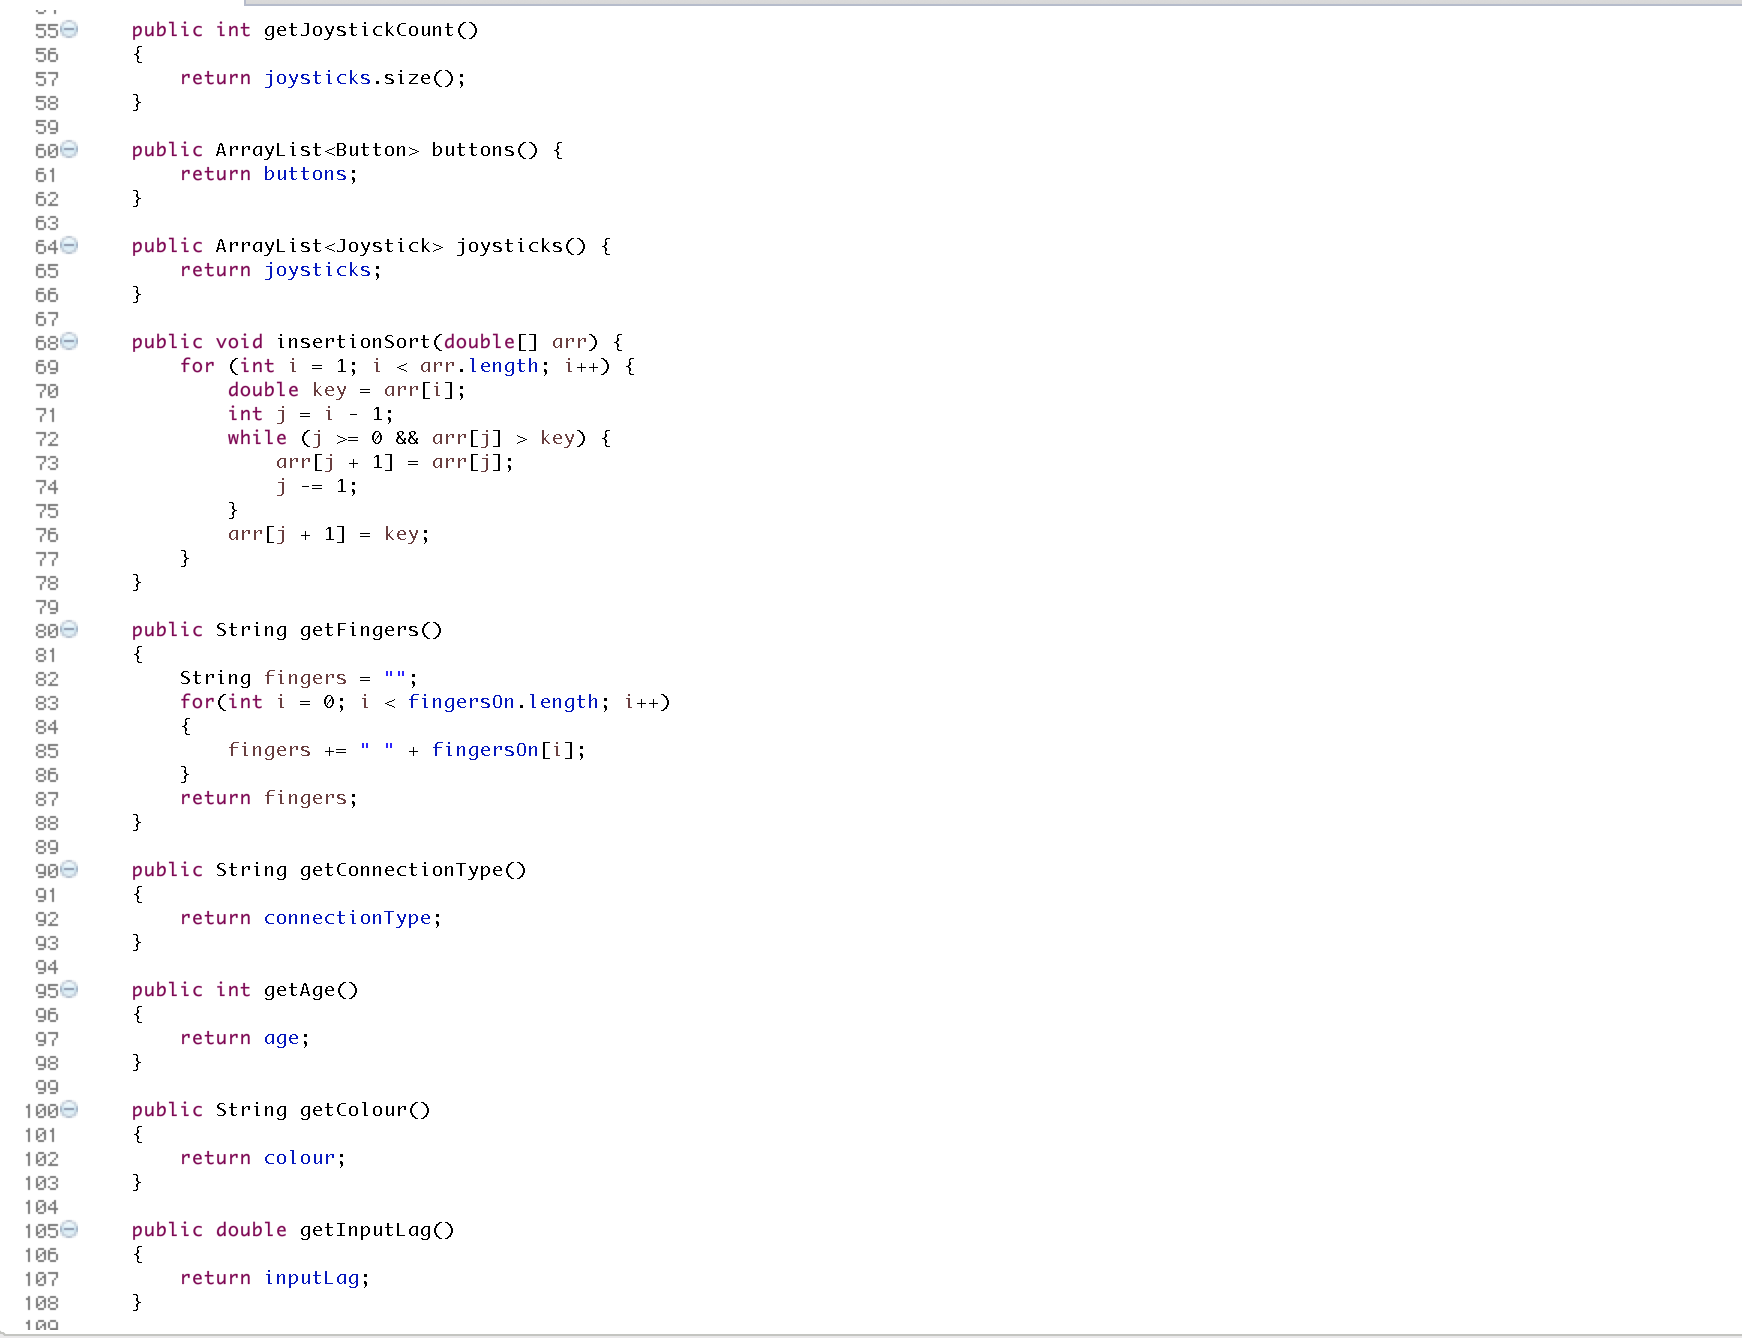 55 public int getJoystickCount()
56 {
57 return joysticks.size();
58 }
59
60 public ArrayList<Button> buttons() {
61 return buttons;
62 }
63
64 public ArrayList<Joystick> joysticks() {
65 return joysticks;
66 }
67
68 public void insertionSort(double[] arr) {
69 for (int i = 1; i < arr.length; i++) {
70 double key = arr[i];
71 int j = i - 1;
72 while (j >= 0 && arr[j] > key) {
73 arr[j + 1] = arr[j];
74 j -= 1;
75 }
76 arr[j + 1] = key;
77 }
78 }
79
80 public String getFingers()
81 {
82 String fingers = "";
83 for(int i = 0; i < fingersOn.length; i++)
84 {
85 fingers += " " + fingersOn[i];
86 }
87 return fingers;
88 }
89
90 public String getConnectionType()
91 {
92 return connectionType;
93 }
94
95 public int getAge()
96 {
97 return age;
98 }
99
100 public String getColour()
101 {
102 return colour;
103 }
104
105 public double getInputLag()
106 {
107 return inputLag;
108 }
109